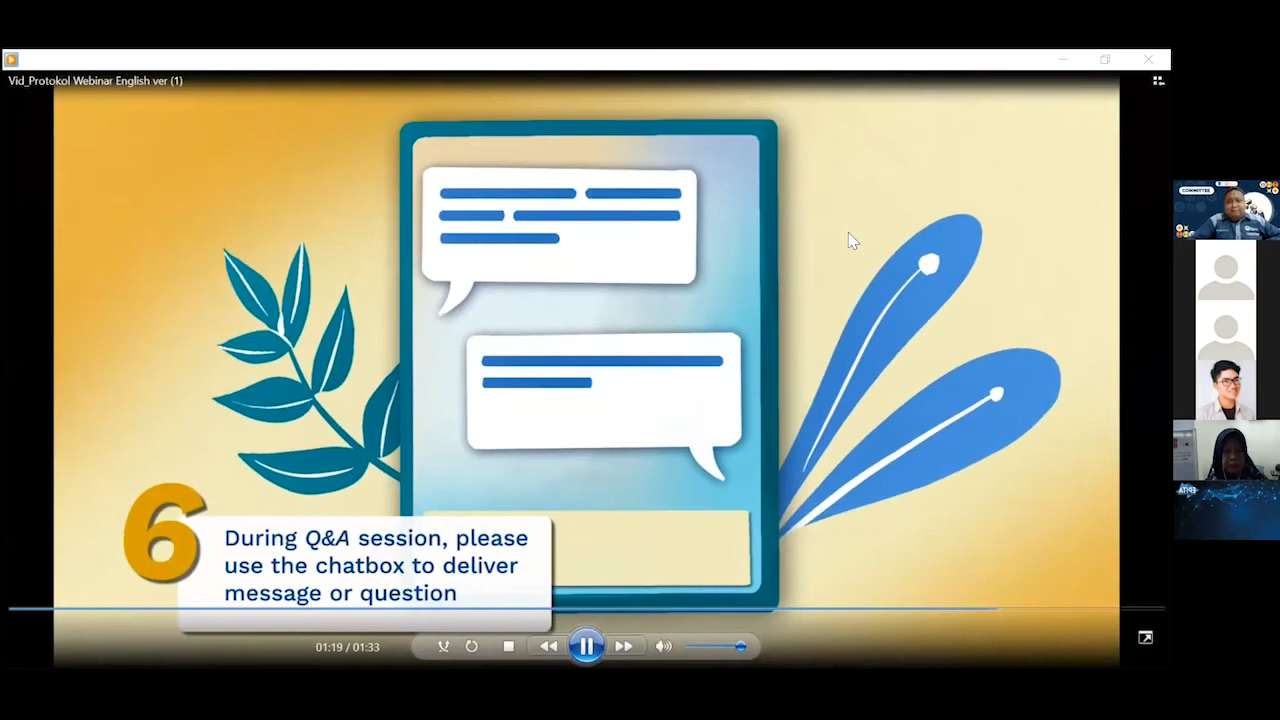 Vid_Protokol Webinar English ver (1)
COMMITTEE
6
During Q&A session, please
use the chatbox to deliver
message or question
01:19 / 01:33